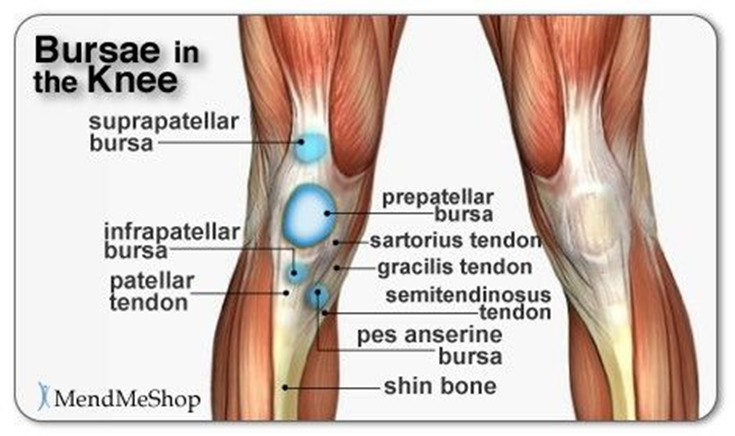 Bursae in
the Knee
suprapatellar
bursa
prepatellar
bursa
infrapatellar
bursa
sartorius tendon
gracilis tendon
patellar
tendon
semitendinosus
tendon
pes anserine
bursa
shin bone
MendMeShop